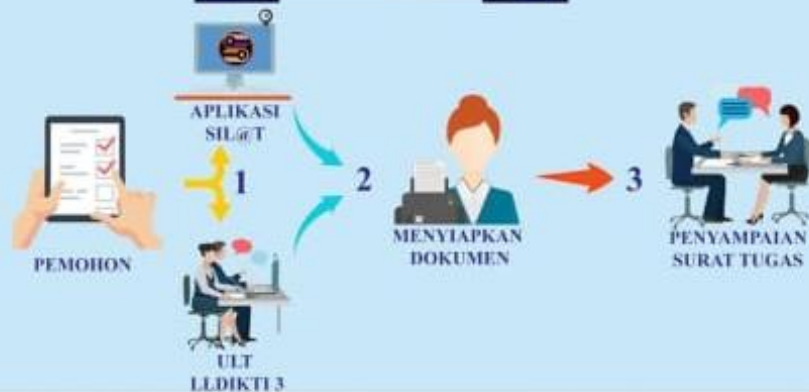 APLIKASI
SIL@T
1
2
3
PEMOHON
MENYIAPKAN
DOKUMEN
PENYAMPAIAN
SURAT TUGAS
ULT
LLDIKTI 3